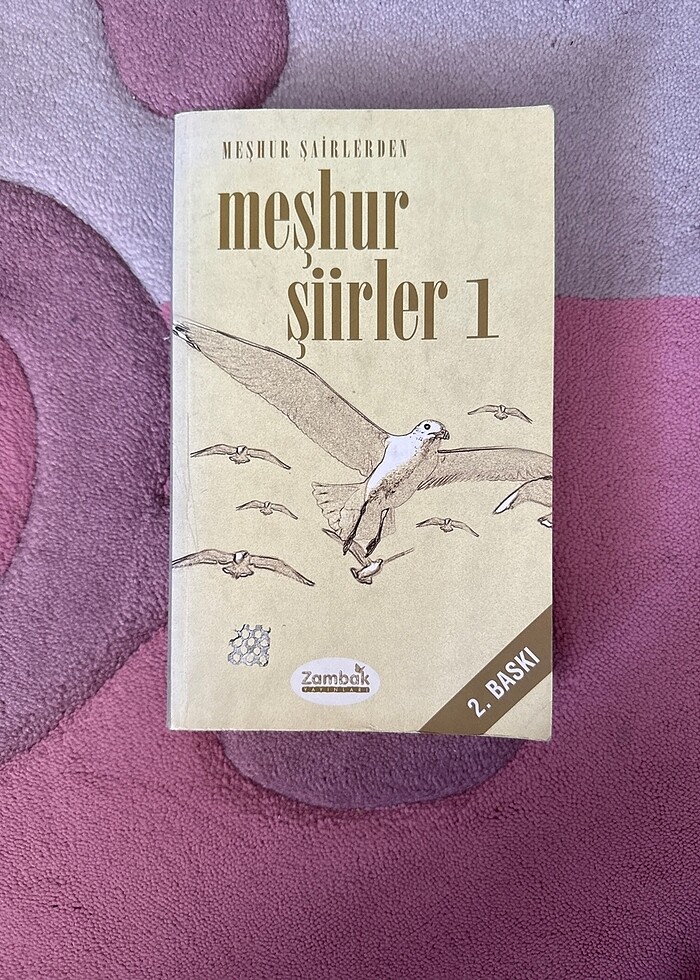 MEŞHUR ŞAİRLERDEN
meşhur
şiirler 1
Zambak
YAYINLARI
2. BASKI